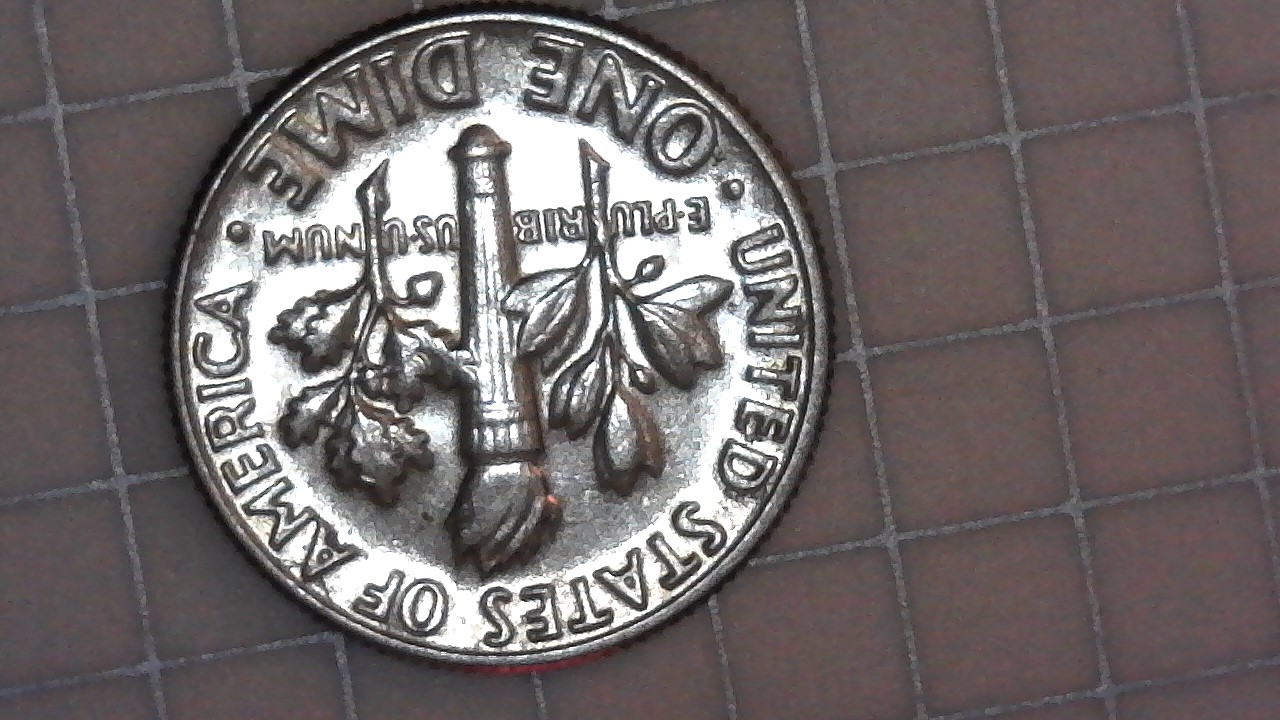 UNITED STATES OF AMERICA
E · PLURIBUS · UNUM
· ONE DIME ·